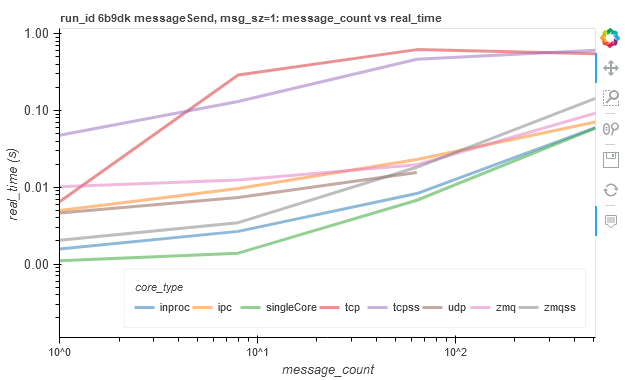 run_id 6b9dk messageSend, msg_sz=1: message_count vs real_time
1.00
0.10
0.01
0.00
real_time (s)
core_type
inproc ipc singleCore tcp tcpss udp zmq zmqss
10^0 10^1 10^2
message_count